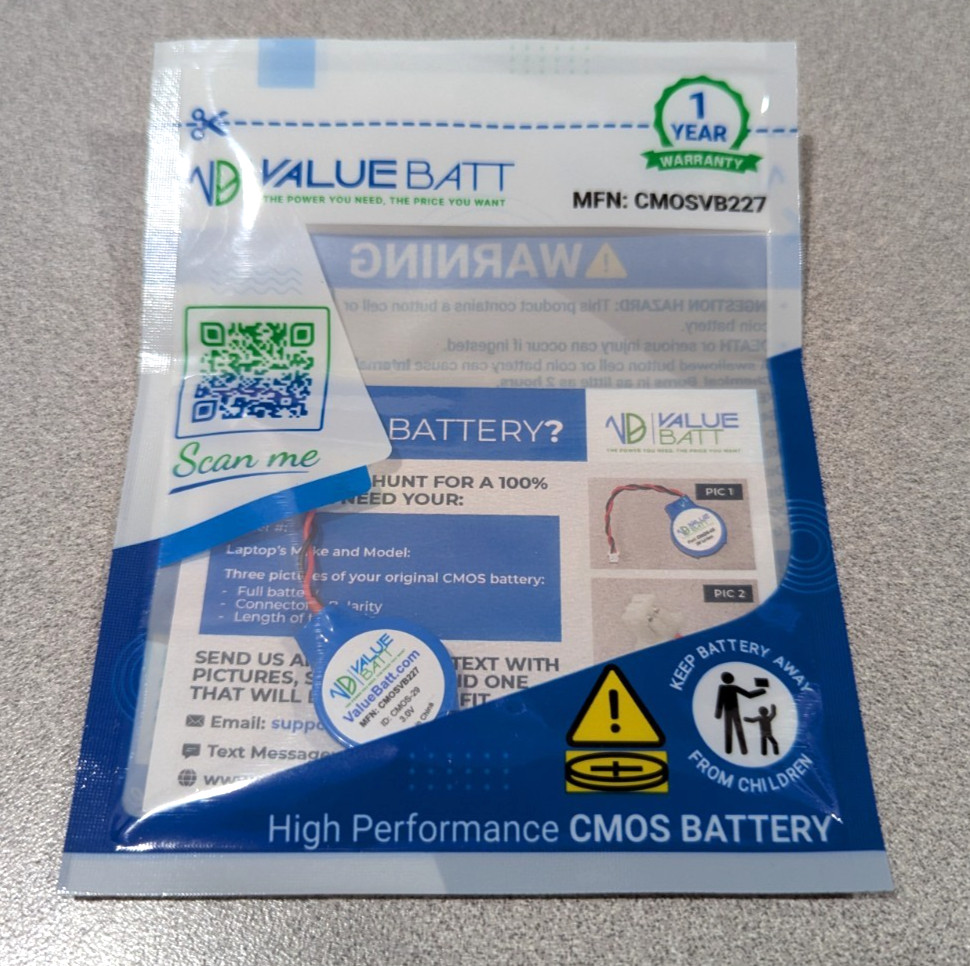 1
YEAR
WARRANTY
VALUE BATT
THE POWER YOU NEED, THE PRICE YOU WANT
MFN: CMOSVB227
WARNING
INGESTION HAZARD: This product contains a button cell or
coin battery.
DEATH or serious injury can occur if ingested.
A swallowed button cell or coin battery can cause Internal
Burns in as little as 2 hours.
Scan me
BATTERY?
VALUE
BATT
THE POWER YOU NEED, THE PRICE YOU WANT
HUNT FOR A 100%
NEED YOUR:
PIC 1
Laptop's Make and Model:
Three pictures of your original CMOS battery:
- Full battery
- Connector Polarity
- Length of
PIC 2
SEND US TEXT WITH
PICTURES, ONE
THAT WILL FIT
Email:
Text Message
VALUE
BATT
ValueBatt.com
MFN: CMOSVB227
ID: CMOS-29
3.0V
China
KEEP BATTERY AWAY
FROM CHILDREN
High Performance CMOS BATTERY